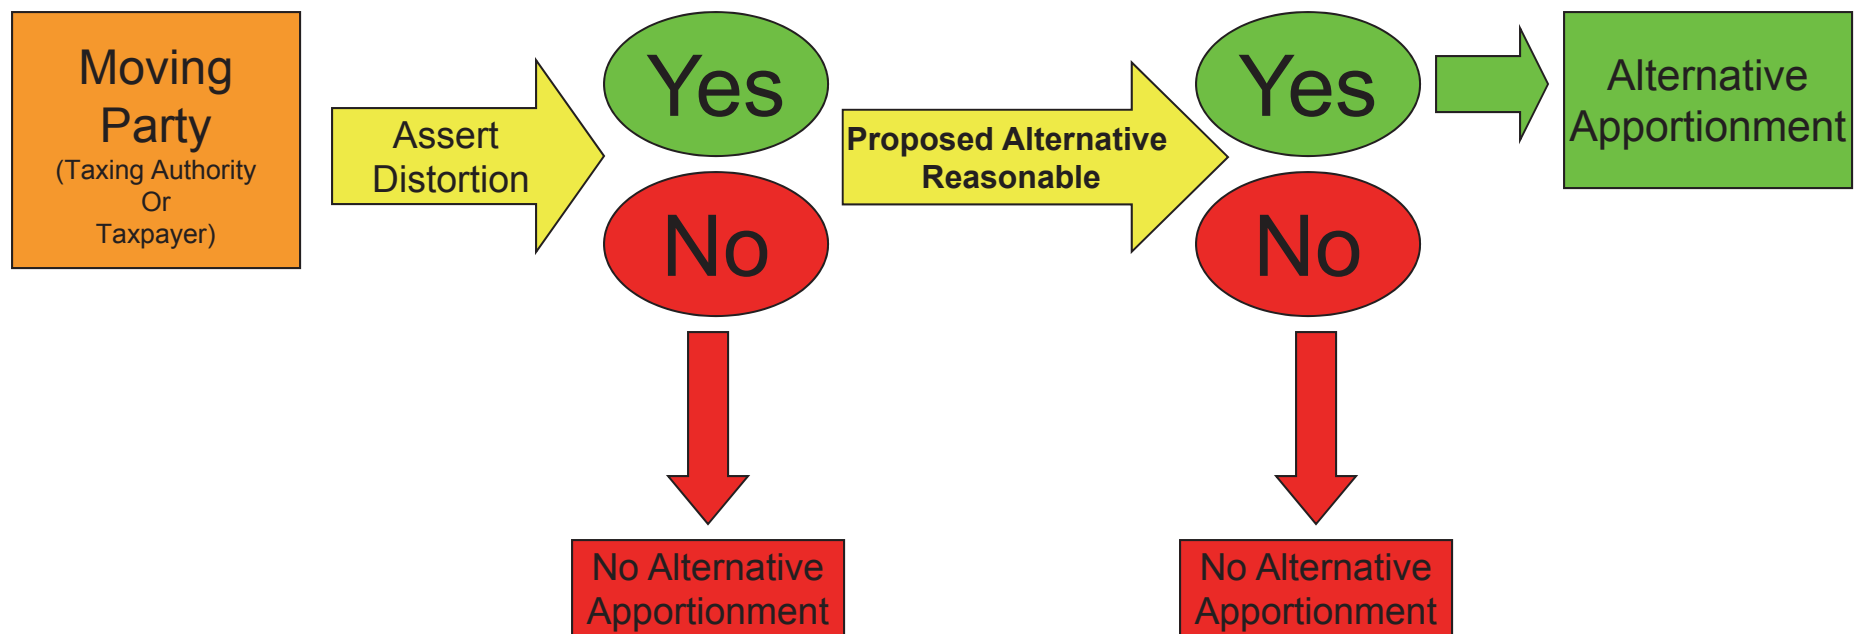 Moving
Party
(Taxing Authority
Or
Taxpayer)
Assert
Distortion
Yes
No
Proposed Alternative
Reasonable
Yes
No
Alternative
Apportionment
No Alternative
Apportionment
No Alternative
Apportionment